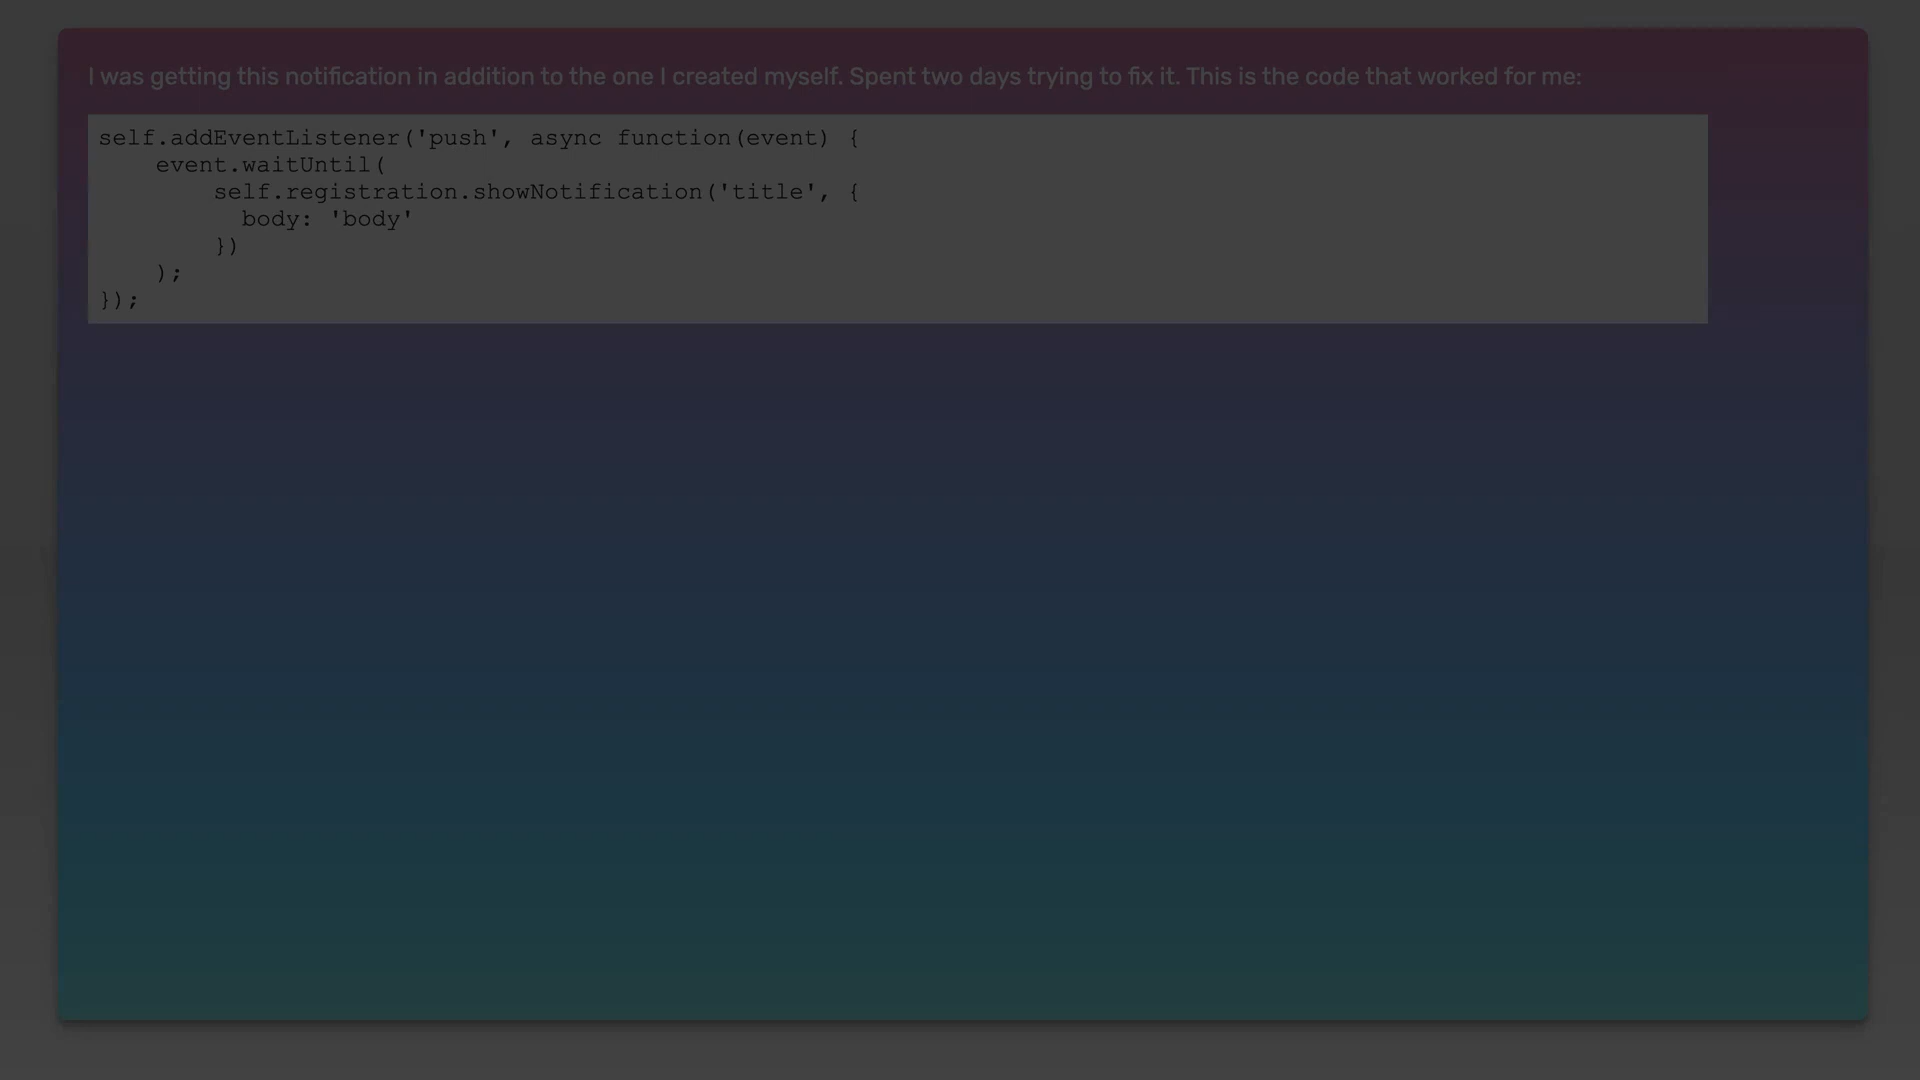 I was getting this notification in addition to the one I created myself. Spent two days trying to fix it. This is the code that worked for me:
self.addEventListener('push', async function(event) {
    event.waitUntil(
        self.registration.showNotification('title', {
          body: 'body'
        })
    );
});